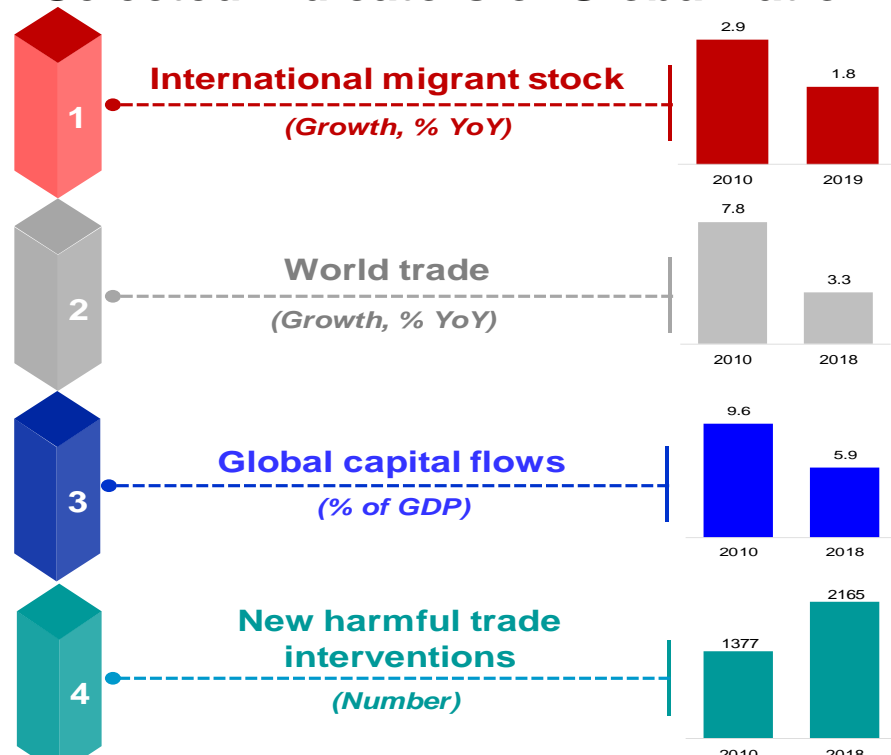 2.9
1.8
International migrant stock
1
(Growth, % YoY)
2010 2019
7.8
World trade
3.3
2
(Growth, % YoY)
2010 2018
9.6
5.9
Global capital flows
3
(% of GDP)
2010 2018
2165
New harmful trade
1377
interventions
4
(Number)
2010 2018